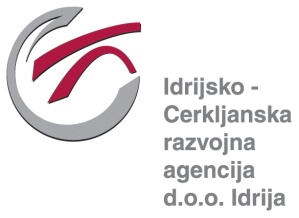 Idrijsko -
Cerkljanska
razvojna
agencija
d.o.o. Idrija